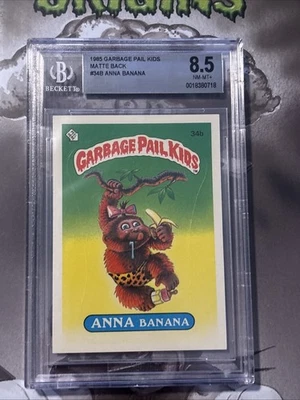 1985 GARBAGE PAIL KIDS
MATTE BACK
#34B ANNA BANANA
8.5
NM-MT+
BECKETT
0018360718
34b
GARBAGE PAIL KIDS
ANNA BANANA